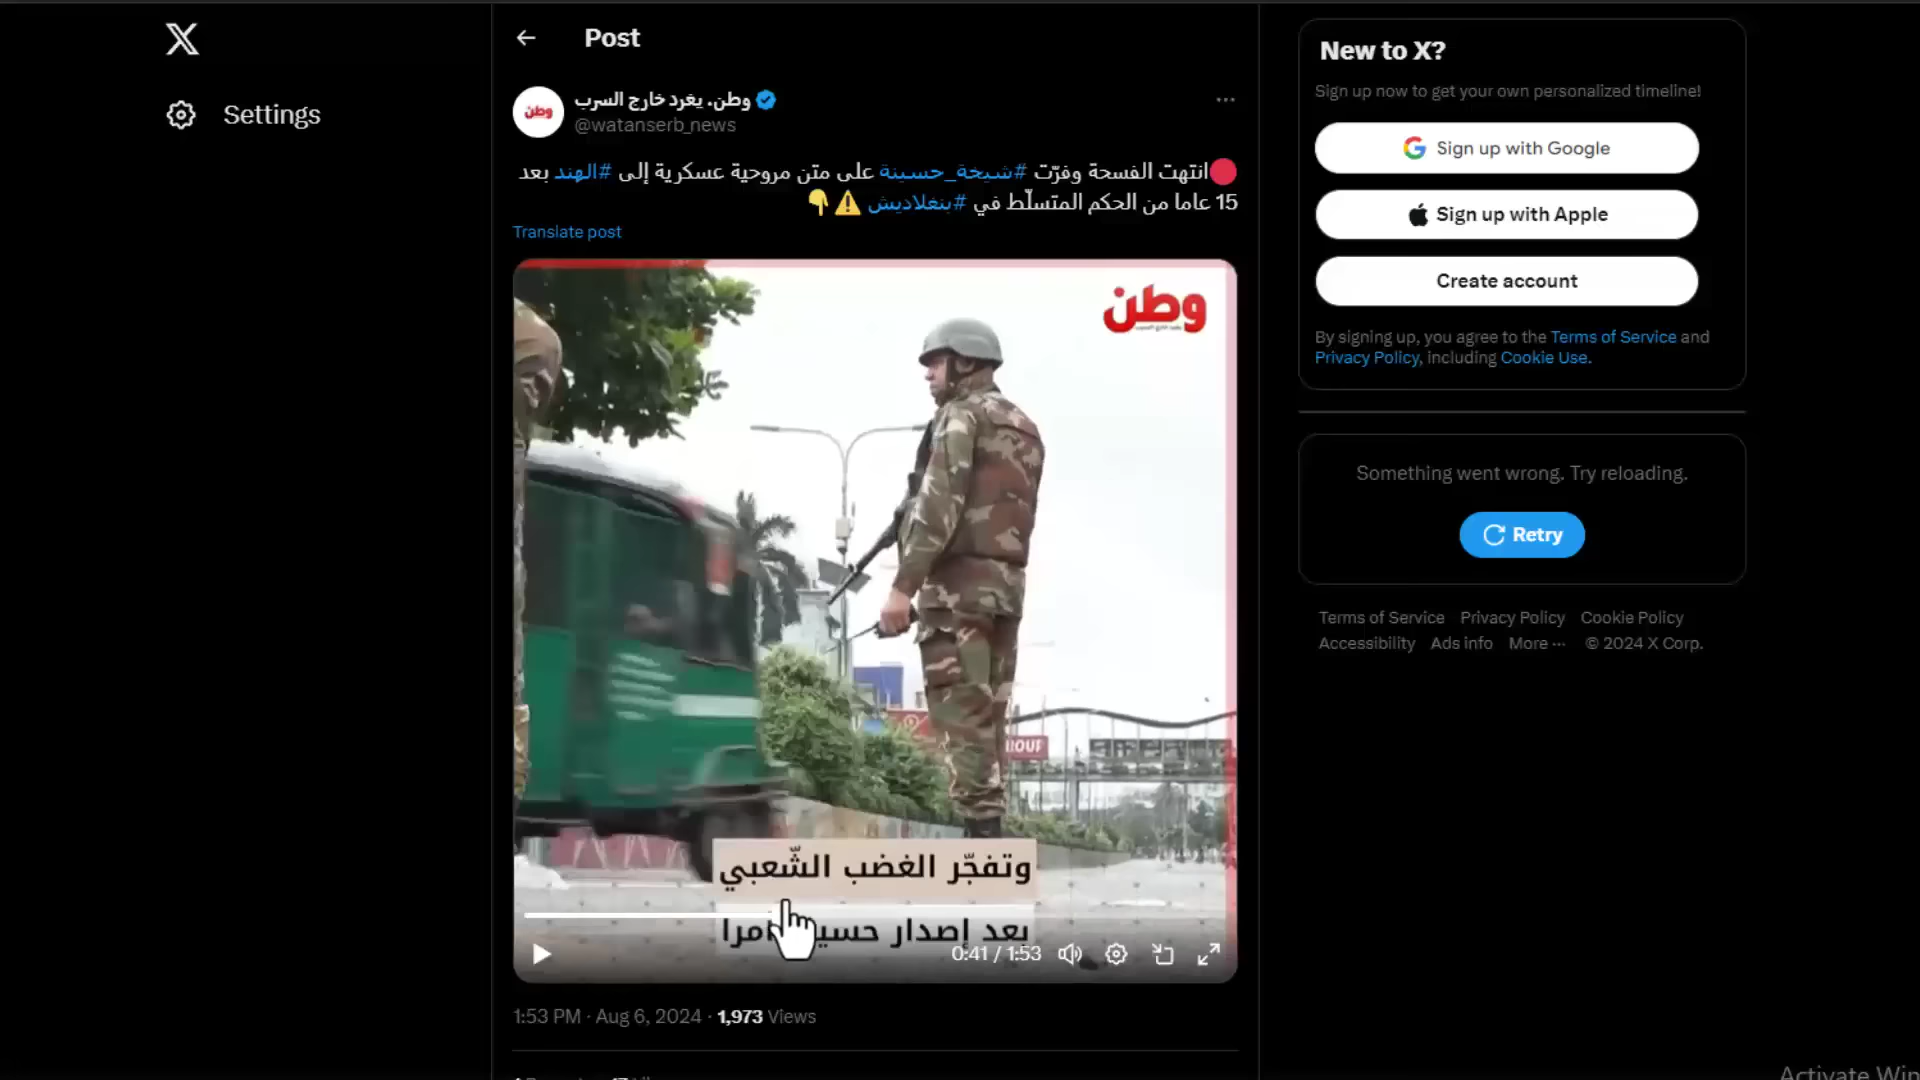 Settings
Post
وطن. يغرد خارج السرب
@watanserb_news
انتهت الفسحة وفرّت #شيخة_حسينة على متن مروحية عسكرية إلى #الهند بعد
15 عاما من الحكم المتسلّط في #بنغلاديش
Translate post
وطن
وتفجّر الغضب الشّعبي
بعد إصدار
0:41 / 1:53
1:53 PM · Aug 6, 2024 · 1,973 Views
New to X?
Sign up now to get your own personalized timeline!
Sign up with Google
Sign up with Apple
Create account
By signing up, you agree to the Terms of Service and
Privacy Policy, including Cookie Use.
Something went wrong. Try reloading.
Retry
Terms of Service Privacy Policy Cookie Policy
Accessibility Ads info More ··· © 2024 X Corp.